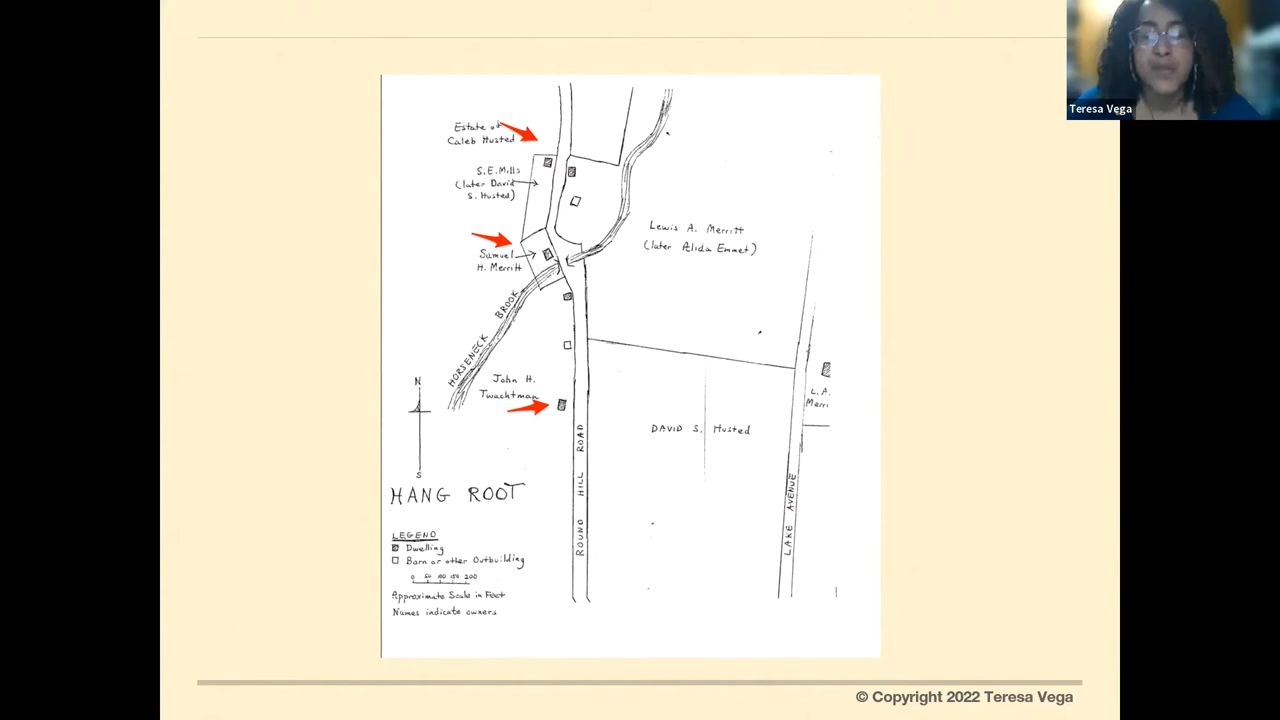 Teresa Vega
Estate of
Caleb Husted
S.E. Mills
(later David
S. Husted)
Samuel
H. Merritt
Lewis A. Merritt
(later Alida Emmet)
HORSENECK BROOK
John H.
Twachtman
N
S
L. A.
Merri
DAVID S. Husted
ROUND HILL ROAD
LAKE AVENUE
HANG ROOT
LEGEND
Dwelling
Barn or other Outbuilding
0 50 100 150 200
Approximate Scale in Feet
Names indicate owners
© Copyright 2022 Teresa Vega